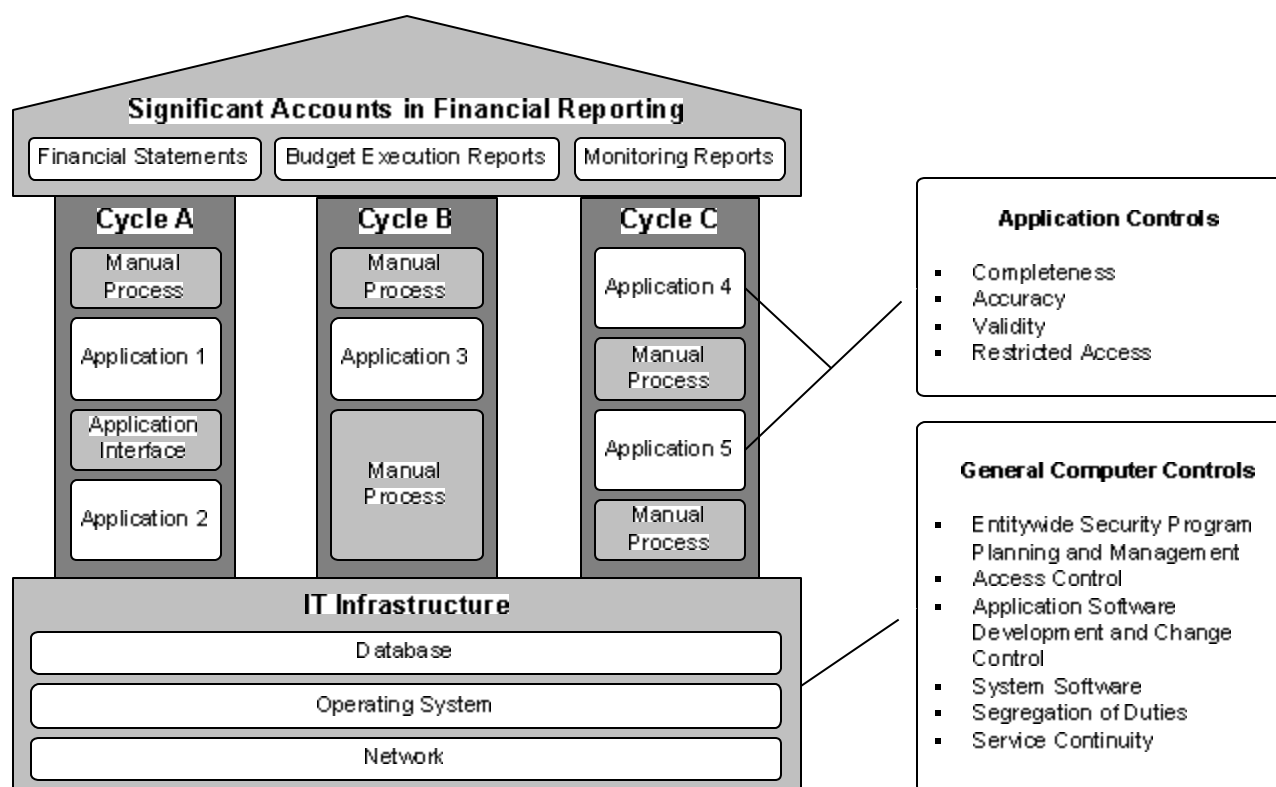 Significant Accounts in Financial Reporting
Financial Statements
Budget Execution Reports
Monitoring Reports
Cycle A
Manual
Process
Application 1
Application
Interface
Application 2
Cycle B
Manual
Process
Application 3
Manual
Process
Cycle C
Application 4
Manual
Process
Application 5
Manual
Process
IT Infrastructure
Database
Operating System
Network
Application Controls
▪ Completeness
▪ Accuracy
▪ Validity
▪ Restricted Access
General Computer Controls
▪ Entitywide Security Program
Planning and Management
▪ Access Control
▪ Application Software
Development and Change
Control
▪ System Software
▪ Segregation of Duties
▪ Service Continuity